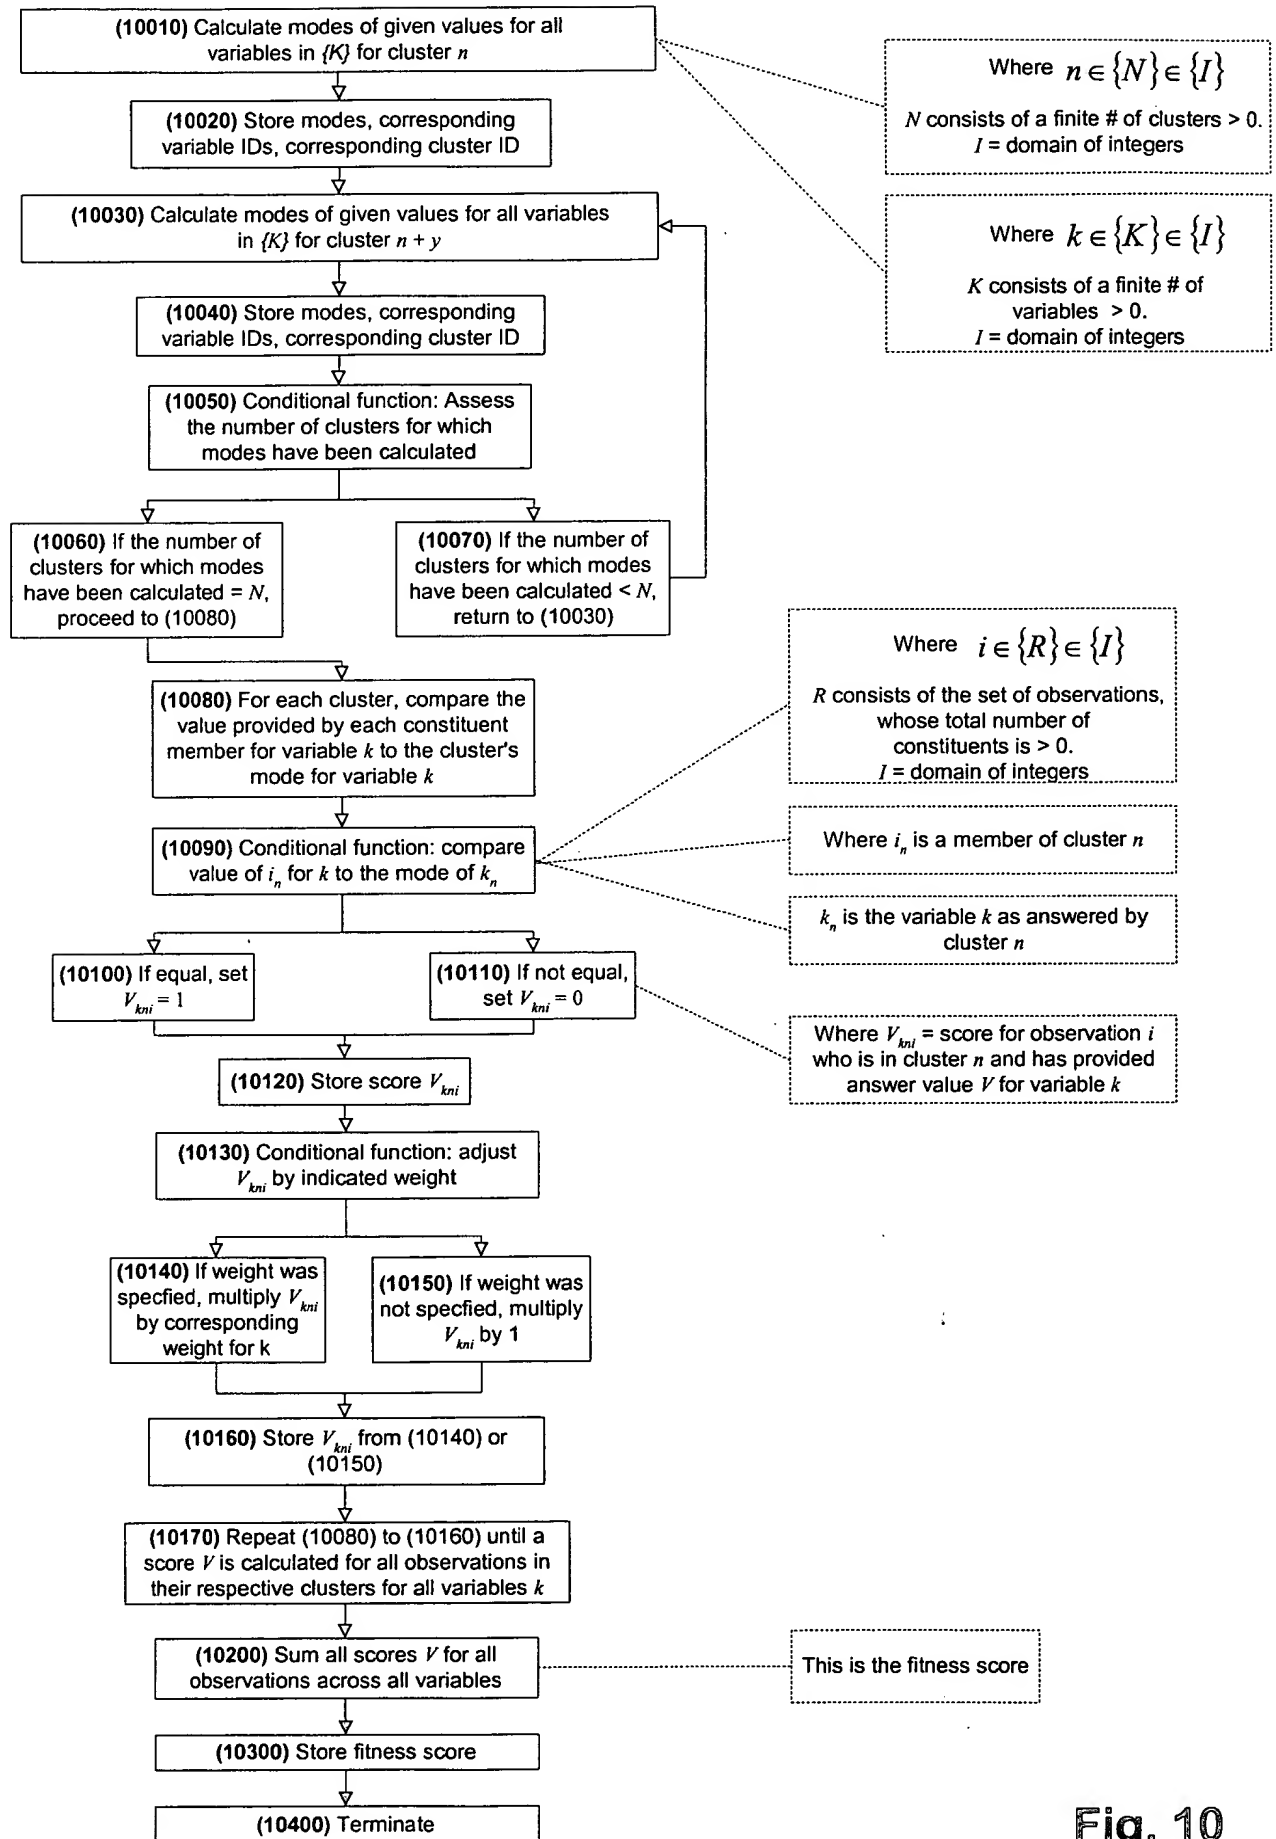 (10010) Calculate modes of given values for all
variables in {K} for cluster n
Where n ∈ {N} ∈ {I}
N consists of a finite # of clusters > 0.
I = domain of integers
(10020) Store modes, corresponding
variable IDs, corresponding cluster ID
(10030) Calculate modes of given values for all variables
in {K} for cluster n + y
Where k ∈ {K} ∈ {I}
K consists of a finite # of
variables > 0.
I = domain of integers
(10040) Store modes, corresponding
variable IDs, corresponding cluster ID
(10050) Conditional function: Assess
the number of clusters for which
modes have been calculated
(10060) If the number of
clusters for which modes
have been calculated = N,
proceed to (10080)
(10070) If the number of
clusters for which modes
have been calculated < N,
return to (10030)
(10080) For each cluster, compare the
value provided by each constituent
member for variable k to the cluster's
mode for variable k
Where i ∈ {R} ∈ {I}
R consists of the set of observations,
whose total number of
constituents is > 0.
I = domain of integers
(10090) Conditional function: compare
value of i_n for k to the mode of k_n
Where i_n is a member of cluster n
k_n is the variable k as answered by
cluster n
(10100) If equal, set
V_kni = 1
(10110) If not equal,
set V_kni = 0
Where V_kni = score for observation i
who is in cluster n and has provided
answer value V for variable k
(10120) Store score V_kni
(10130) Conditional function: adjust
V_kni by indicated weight
(10140) If weight was
specfied, multiply V_kni
by corresponding
weight for k
(10150) If weight was
not specfied, multiply
V_kni by 1
(10160) Store V_kni from (10140) or
(10150)
(10170) Repeat (10080) to (10160) until a
score V is calculated for all observations in
their respective clusters for all variables k
(10200) Sum all scores V for all
observations across all variables
This is the fitness score
(10300) Store fitness score
(10400) Terminate
Fig. 10